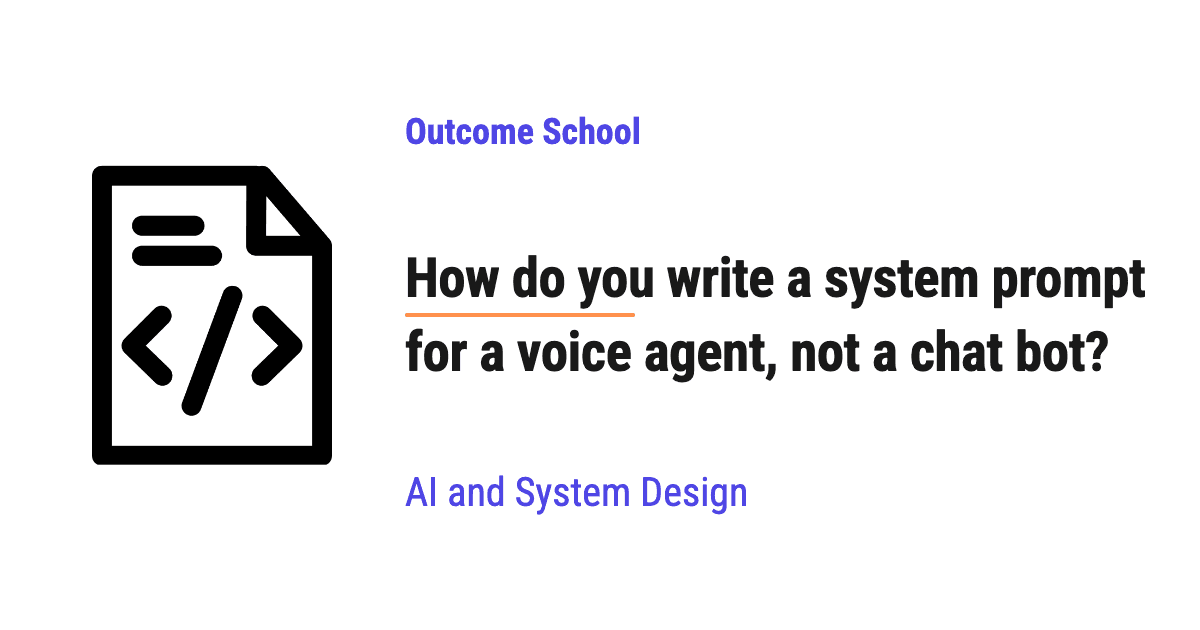 Outcome School
How do you write a system prompt
for a voice agent, not a chat bot?
AI and System Design